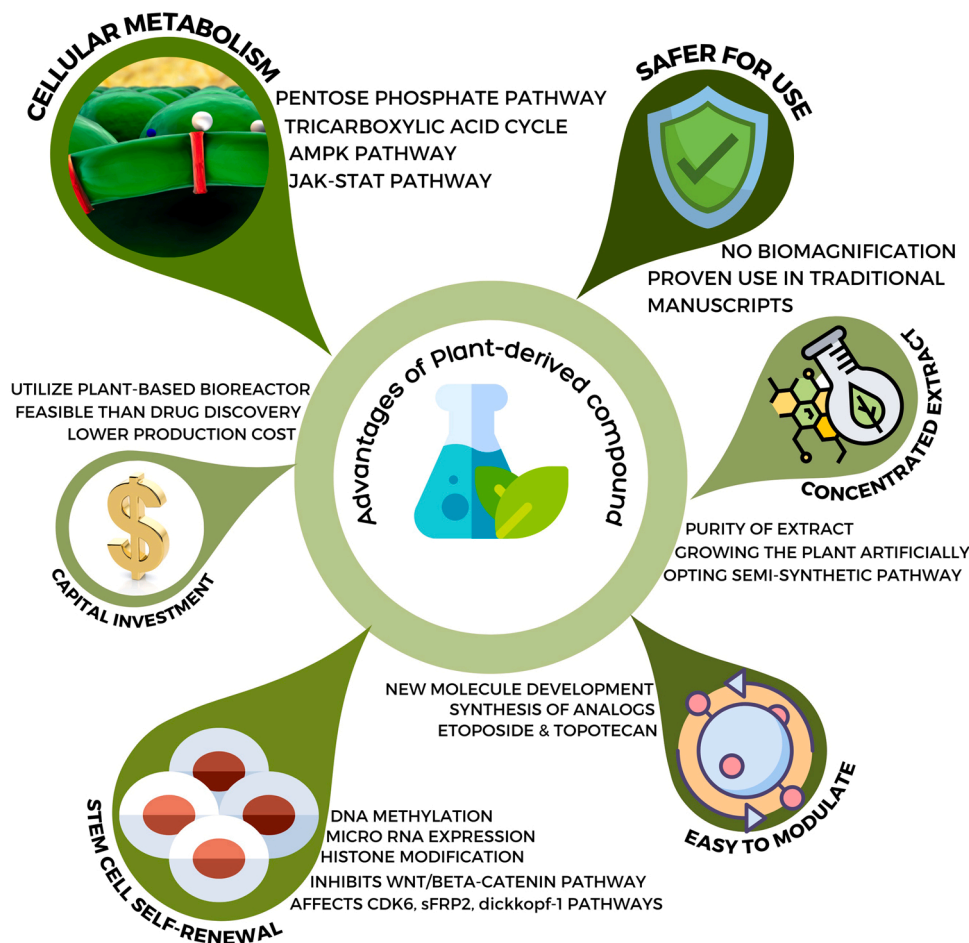 CELLULAR METABOLISM
PENTOSE PHOSPHATE PATHWAY
TRICARBOXYLIC ACID CYCLE
AMPK PATHWAY
JAK-STAT PATHWAY
SAFER FOR USE
NO BIOMAGNIFICATION
PROVEN USE IN TRADITIONAL
MANUSCRIPTS
Advantages of Plant-derived compound
UTILIZE PLANT-BASED BIOREACTOR
FEASIBLE THAN DRUG DISCOVERY
LOWER PRODUCTION COST
CAPITAL INVESTMENT
CONCENTRATED EXTRACT
PURITY OF EXTRACT
GROWING THE PLANT ARTIFICIALLY
OPTING SEMI-SYNTHETIC PATHWAY
NEW MOLECULE DEVELOPMENT
SYNTHESIS OF ANALOGS
ETOPOSIDE & TOPOTECAN
EASY TO MODULATE
STEM CELL SELF-RENEWAL
DNA METHYLATION
MICRO RNA EXPRESSION
HISTONE MODIFICATION
INHIBITS WNT/BETA-CATENIN PATHWAY
AFFECTS CDK6, sFRP2, dickkopf-1 PATHWAYS